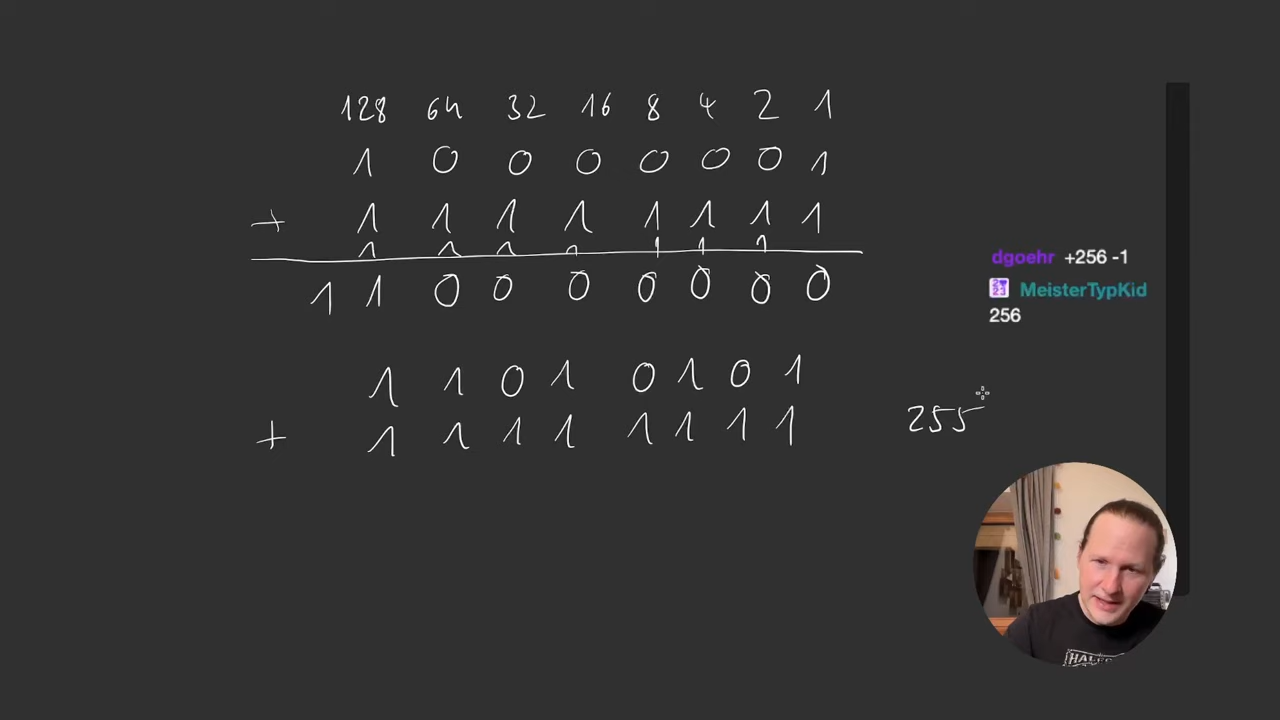 128 64 32 16 8 4 2 1
1 0 0 0 0 0 0 1
+ 1 1 1 1 1 1 1 1
1 1 1 1 1 1 1
1 1 0 0 0 0 0 0 0
1 1 0 1 0 1 0 1
+ 1 1 1 1 1 1 1 1 255
dgoehr +256 -1
MeisterTypKid
256